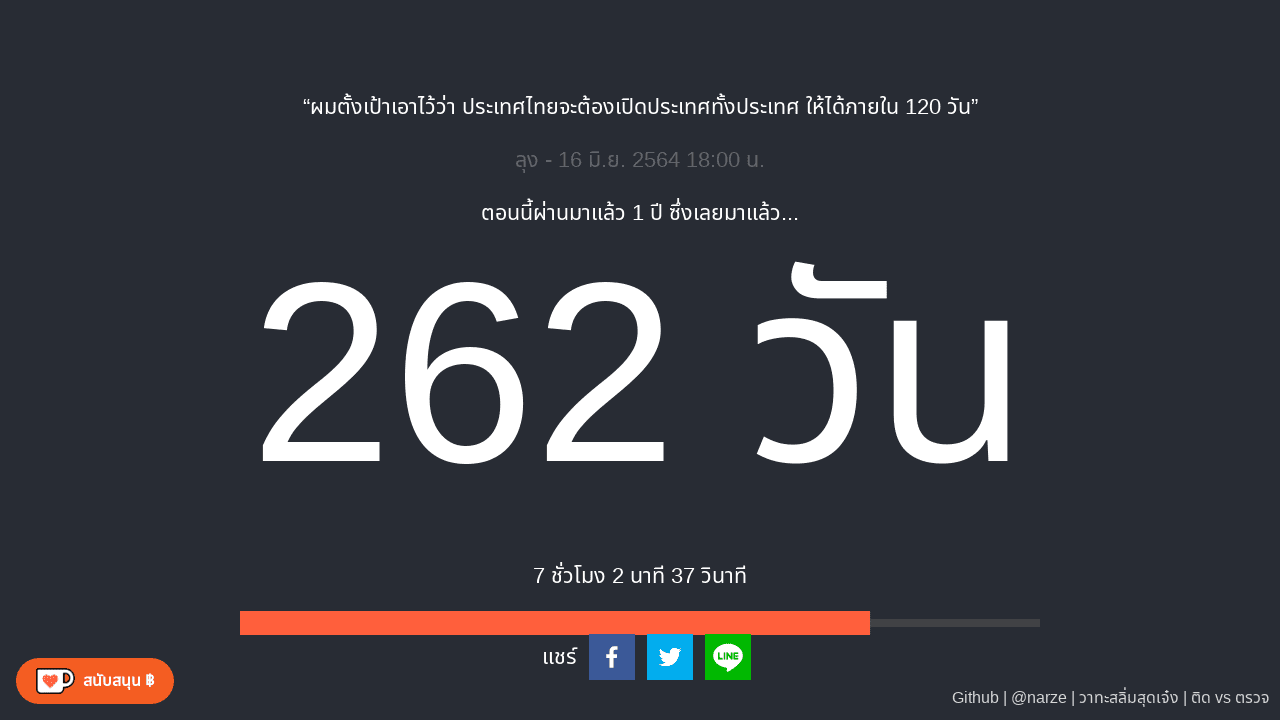 “ผมตั้งเป้าเอาไว้ว่า ประเทศไทยจะต้องเปิดประเทศทั้งประเทศ ให้ได้ภายใน 120 วัน”
ลุง - 16 มิ.ย. 2564 18:00 น.
ตอนนี้ผ่านมาแล้ว 1 ปี ซึ่งเลยมาแล้ว...
262 วัน
7 ชั่วโมง 2 นาที 37 วินาที
แชร์
LINE
สนับสนุน ฿
Github | @narze | วาทะสลิ่มสุดเจ๋ง | ติด vs ตรวจ